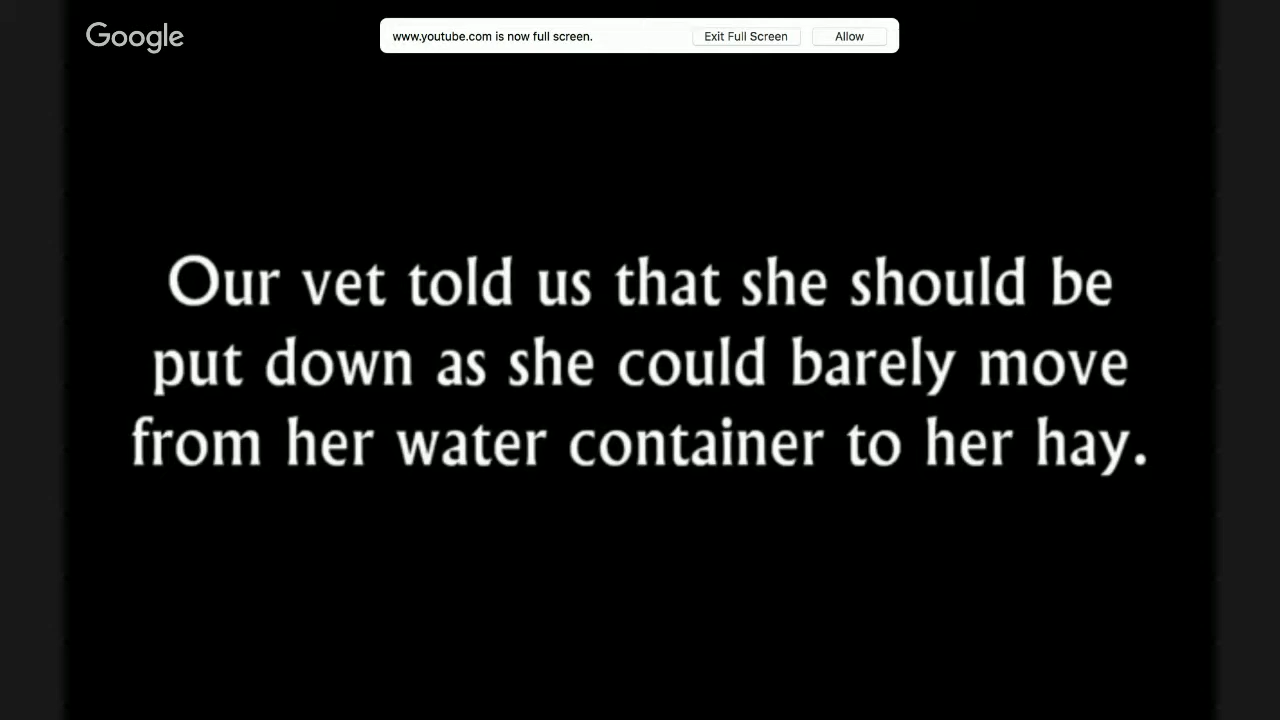 Google
www.youtube.com is now full screen.
Exit Full Screen
Allow
Our vet told us that she should be
put down as she could barely move
from her water container to her hay.